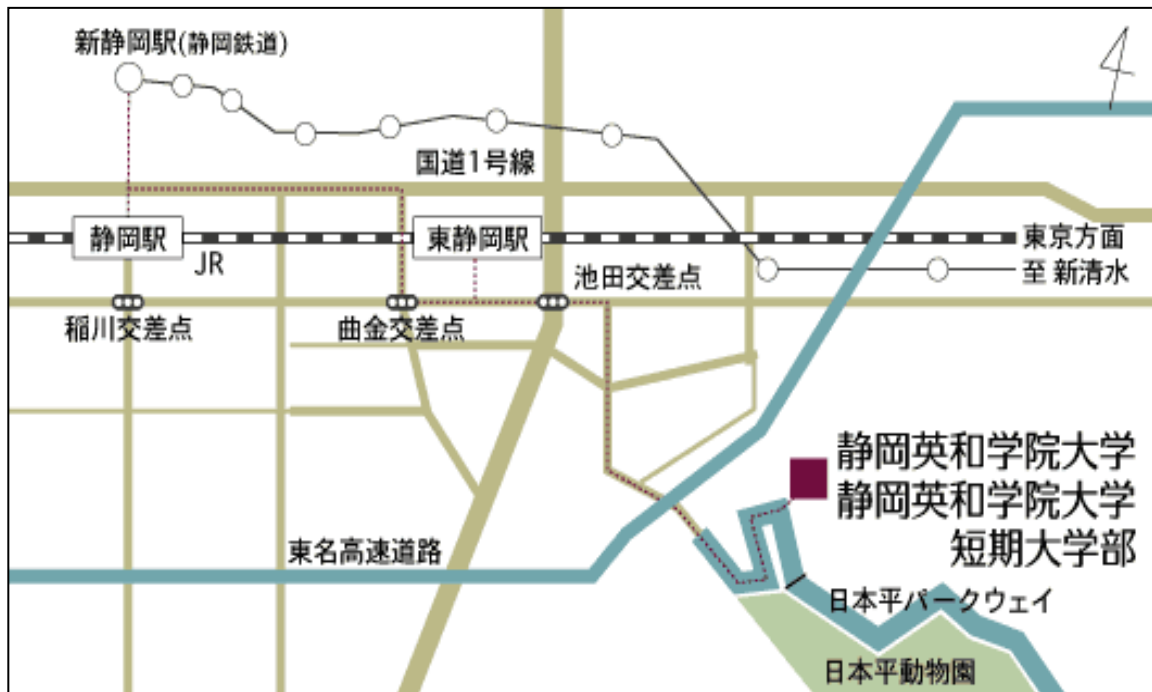 新静岡駅(静岡鉄道)
国道1号線
静岡駅
東静岡駅
東京方面
JR
池田交差点
至 新清水
稲川交差点
曲金交差点
静岡英和学院大学
静岡英和学院大学
短期大学部
東名高速道路
日本平パークウェイ
日本平動物園